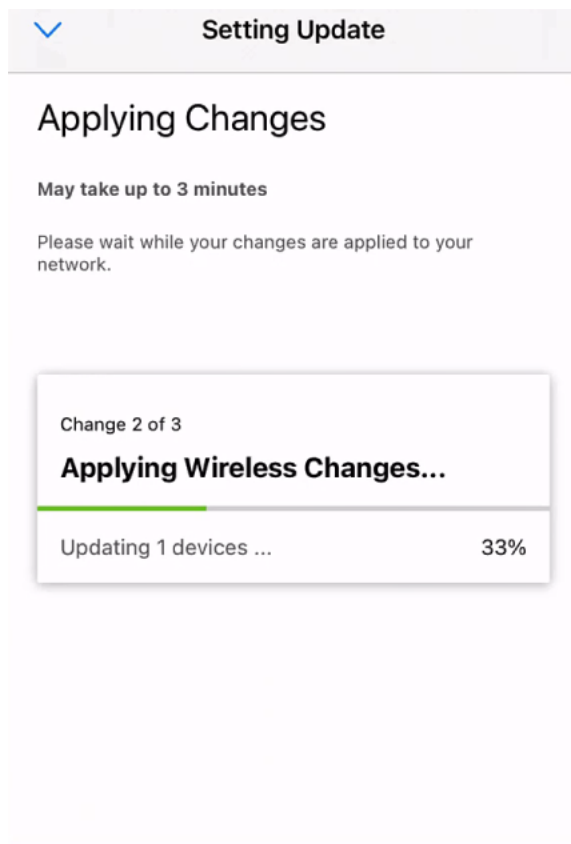 Setting Update
Applying Changes
May take up to 3 minutes
Please wait while your changes are applied to your
network.
Change 2 of 3
Applying Wireless Changes...
Updating 1 devices ...
33%